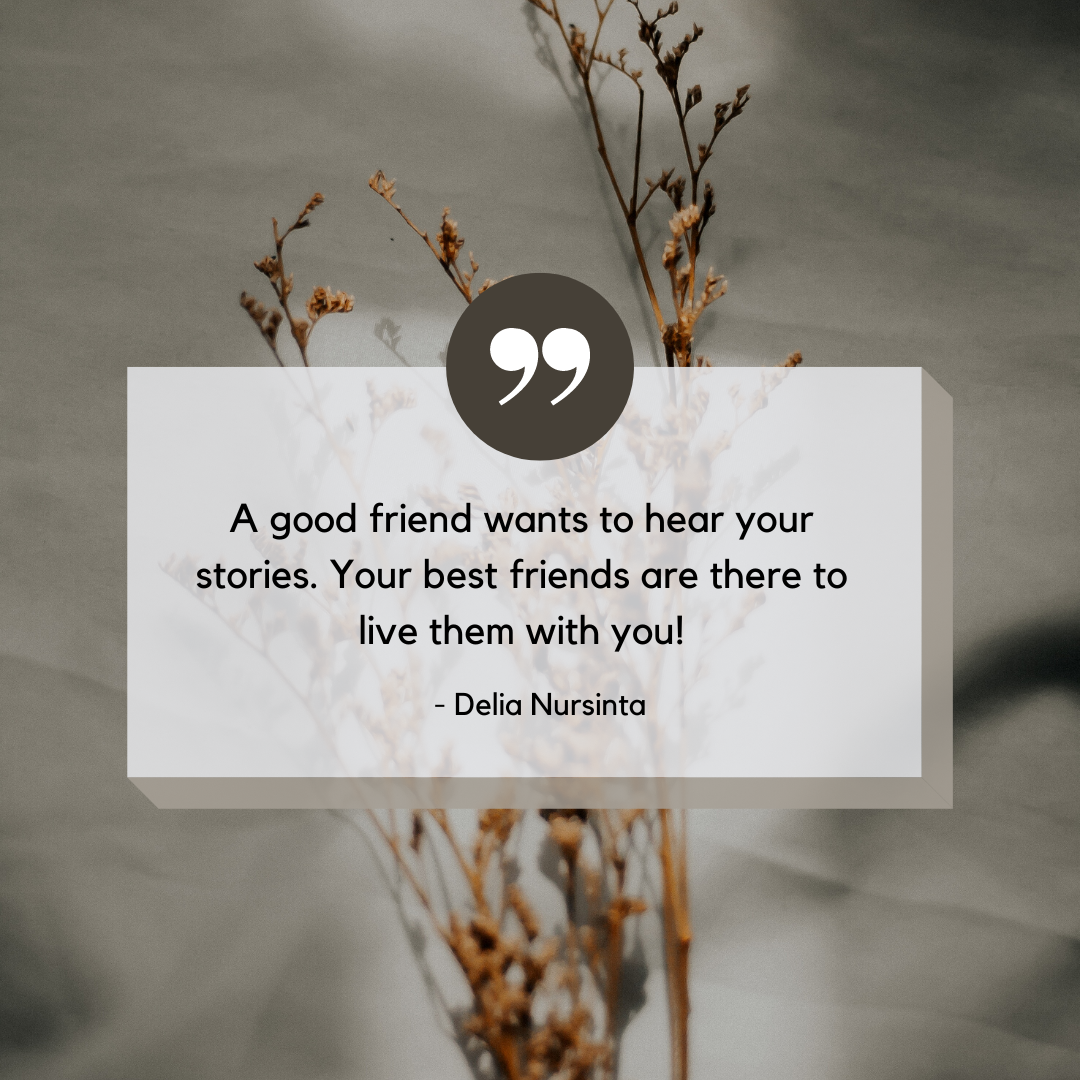 ”
A good friend wants to hear your
stories. Your best friends are there to
live them with you!
- Delia Nursinta